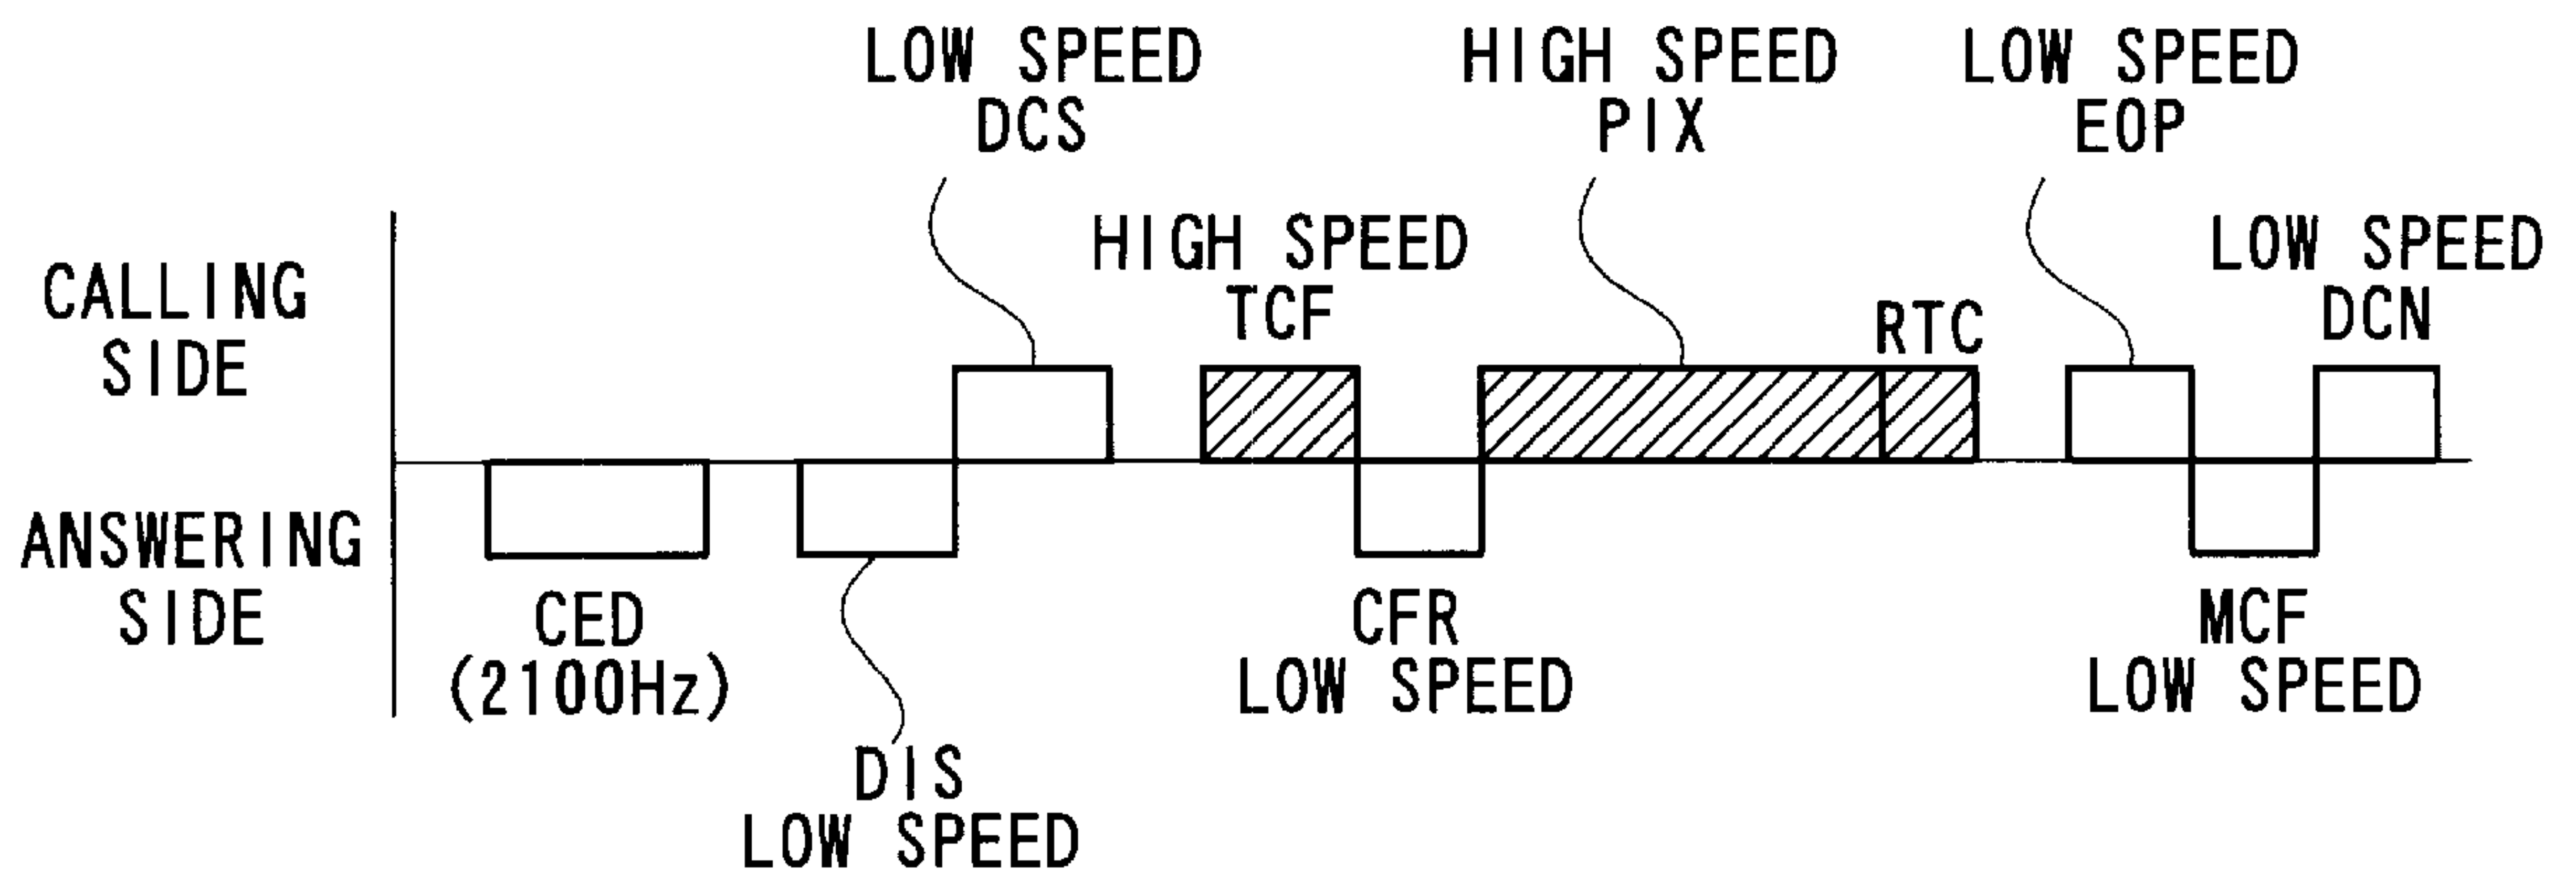 LOW SPEED
DCS
HIGH SPEED
PIX
LOW SPEED
EOP
HIGH SPEED
TCF
RTC
LOW SPEED
DCN
CALLING
SIDE
ANSWERING
SIDE
CED
(2100Hz)
DIS
LOW SPEED
CFR
LOW SPEED
MCF
LOW SPEED